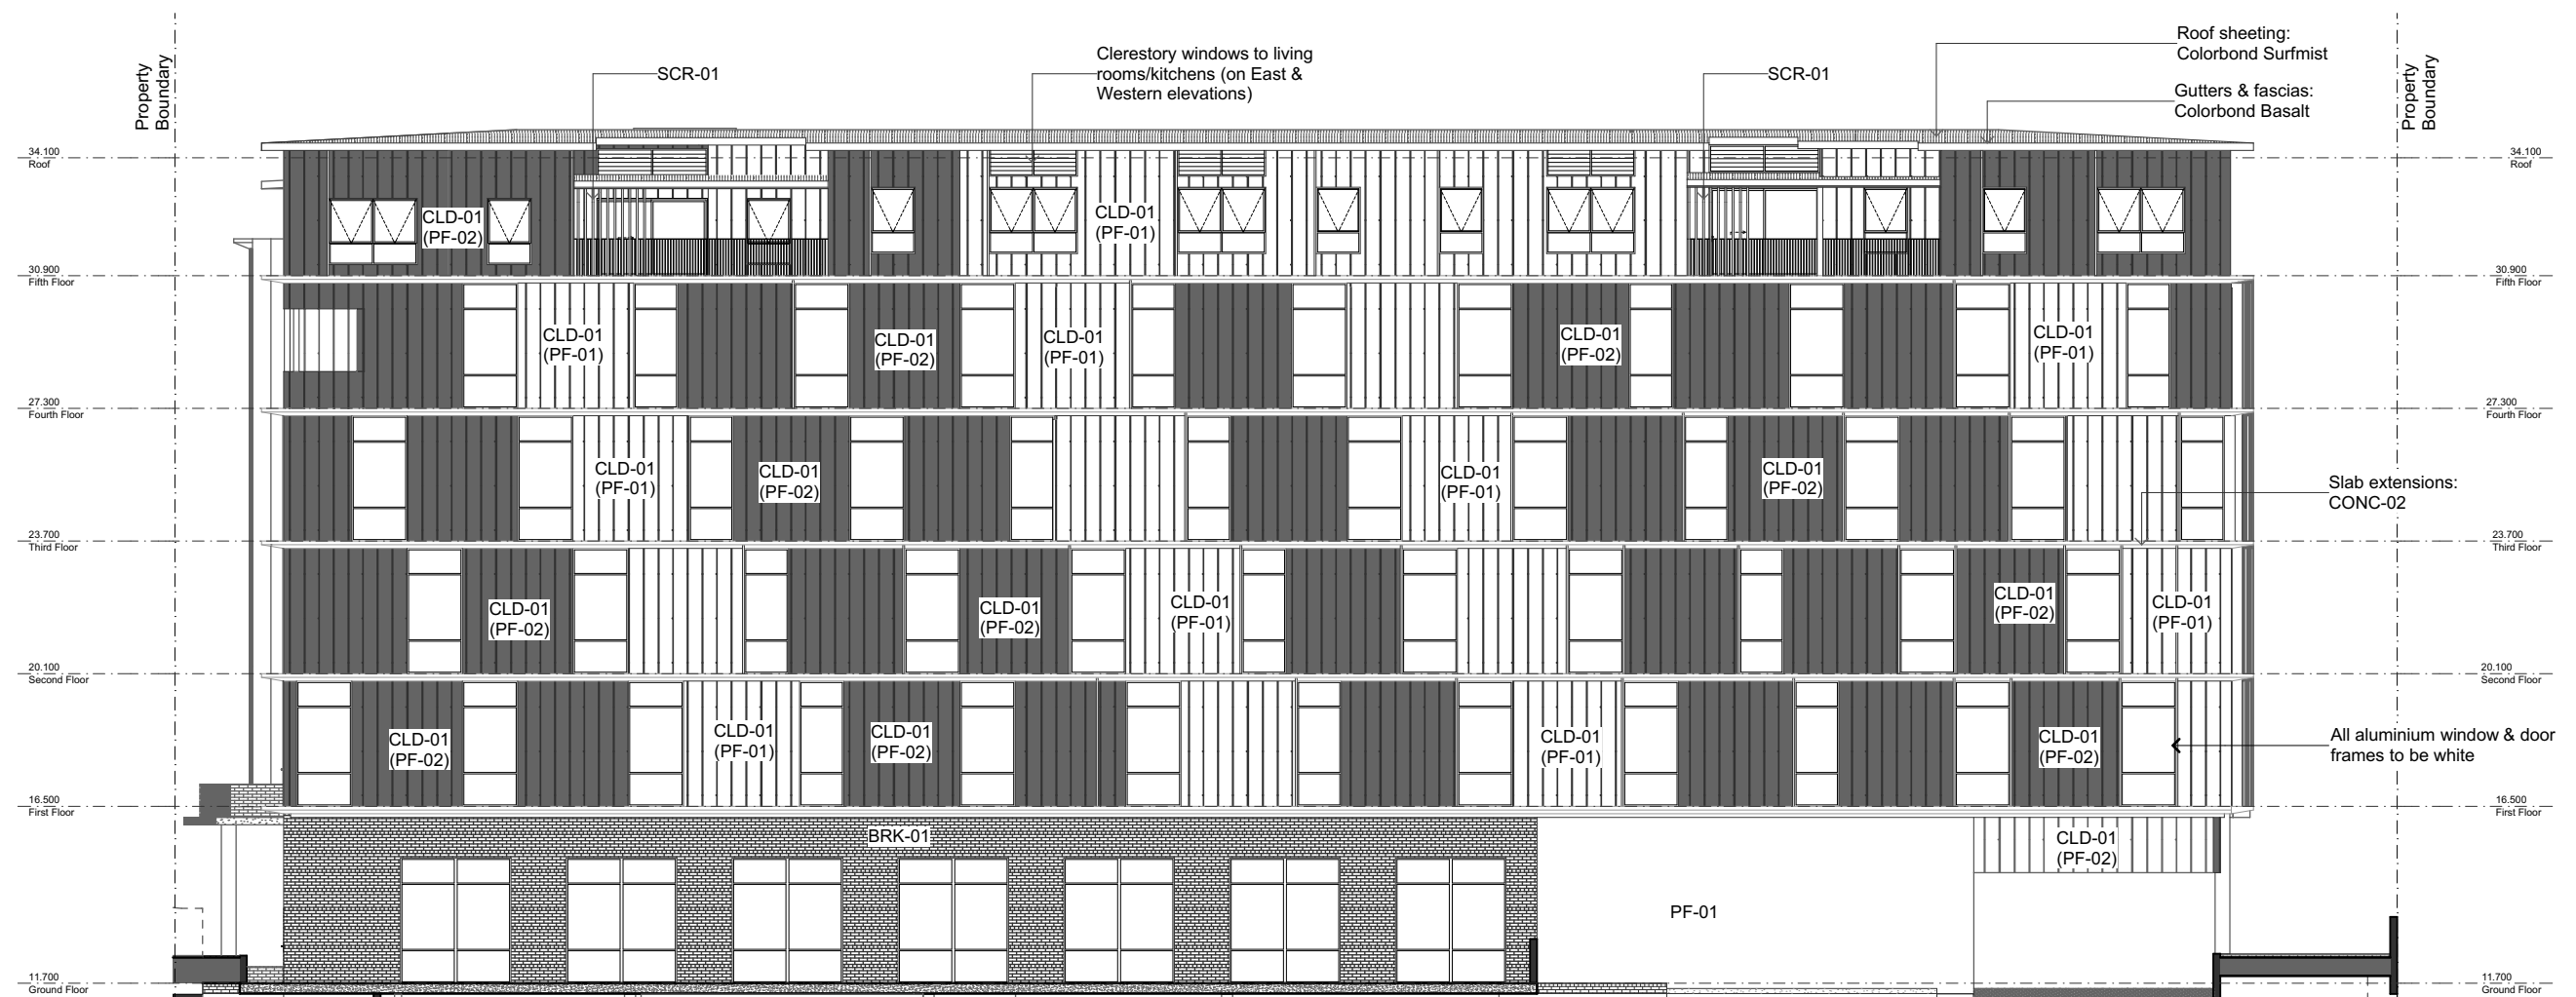 Property
Boundary
SCR-01
Clerestory windows to living
rooms/kitchens (on East &
Western elevations)
SCR-01
Roof sheeting:
Colorbond Surfmist
Gutters & fascias:
Colorbond Basalt
Property
Boundary
34.100
Roof
34.100
Roof
CLD-01
(PF-02)
CLD-01
(PF-01)
30.900
Fifth Floor
30.900
Fifth Floor
CLD-01
(PF-01)
CLD-01
(PF-02)
CLD-01
(PF-01)
CLD-01
(PF-02)
CLD-01
(PF-01)
27.300
Fourth Floor
27.300
Fourth Floor
CLD-01
(PF-01)
CLD-01
(PF-02)
CLD-01
(PF-01)
CLD-01
(PF-02)
Slab extensions:
CONC-02
23.700
Third Floor
23.700
Third Floor
CLD-01
(PF-02)
CLD-01
(PF-02)
CLD-01
(PF-01)
CLD-01
(PF-02)
CLD-01
(PF-01)
20.100
Second Floor
20.100
Second Floor
CLD-01
(PF-02)
CLD-01
(PF-01)
CLD-01
(PF-02)
CLD-01
(PF-01)
CLD-01
(PF-02)
All aluminium window & door
frames to be white
16.500
First Floor
16.500
First Floor
BRK-01
CLD-01
(PF-02)
PF-01
11.700
Ground Floor
11.700
Ground Floor